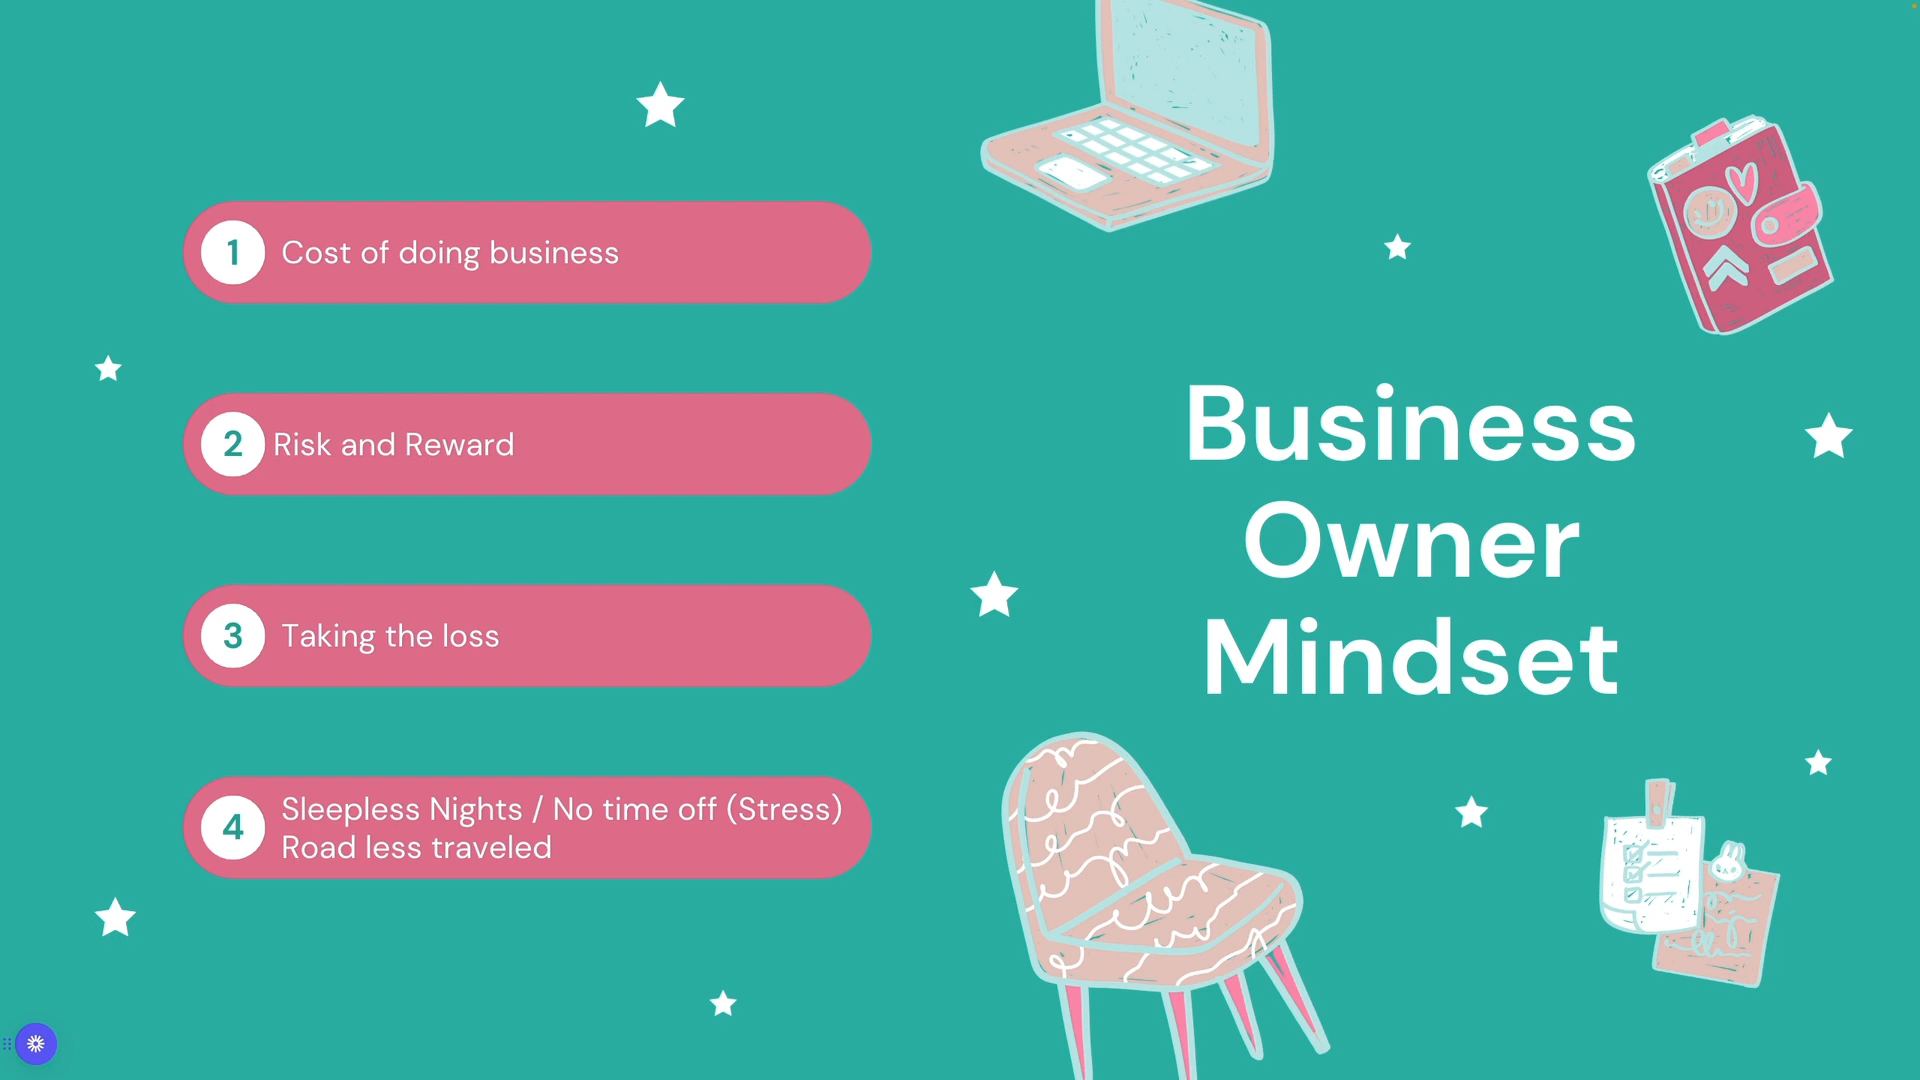 1 Cost of doing business
2 Risk and Reward
3 Taking the loss
4 Sleepless Nights / No time off (Stress)
Road less traveled
Business
Owner
Mindset